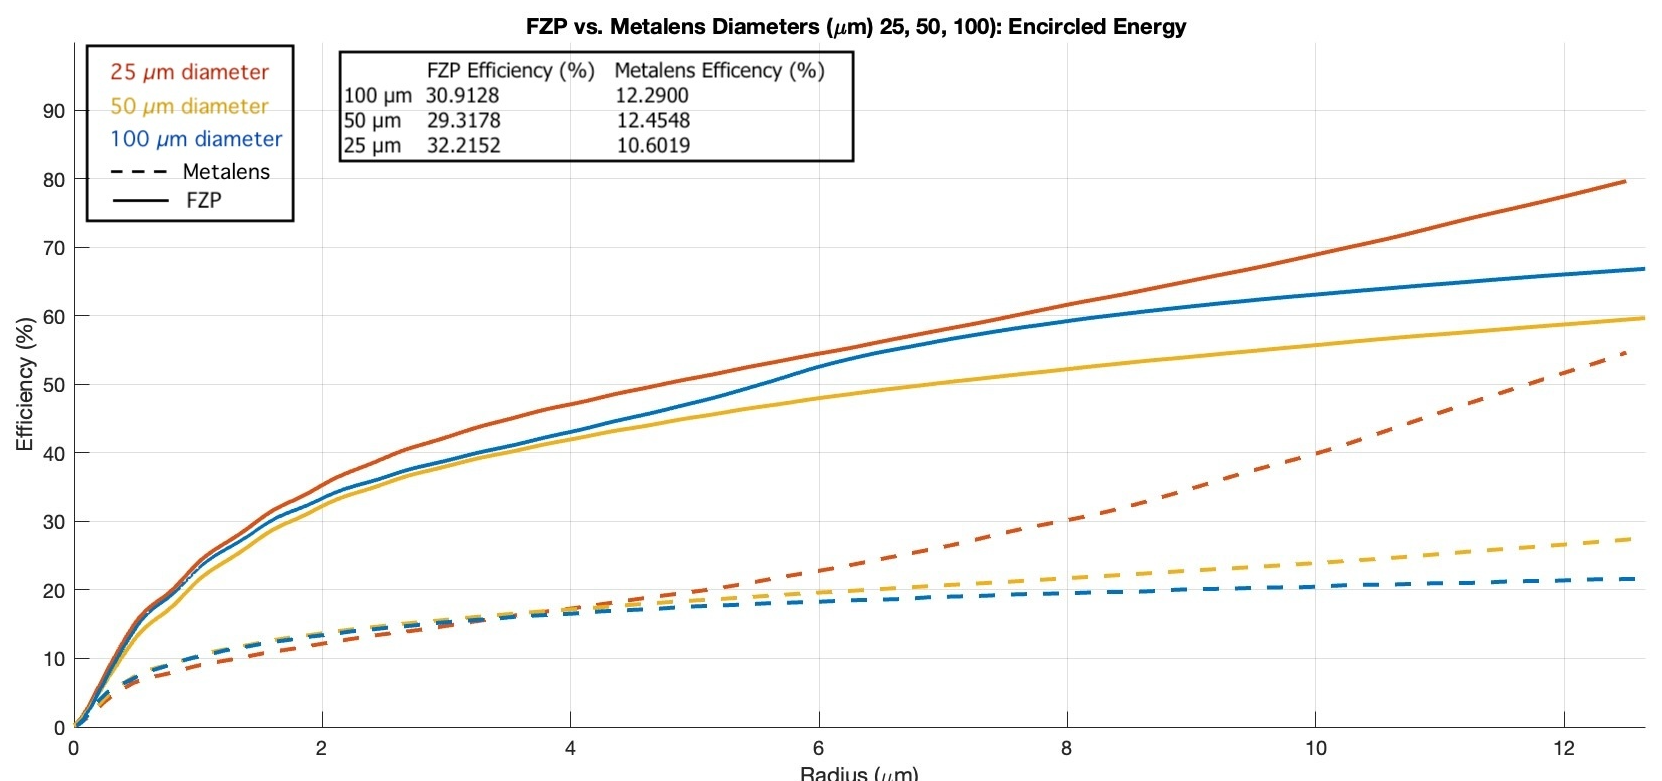 FZP vs. Metalens Diameters (μm) 25, 50, 100): Encircled Energy
25 μm diameter
50 μm diameter
100 μm diameter
Metalens
FZP
FZP Efficiency (%) Metalens Efficency (%)
100 μm 30.9128 12.2900
50 μm 29.3178 12.4548
25 μm 32.2152 10.6019
Efficiency (%)
90
80
70
60
50
40
30
20
10
0
0 2 4 6 8 10 12
Radius (μm)